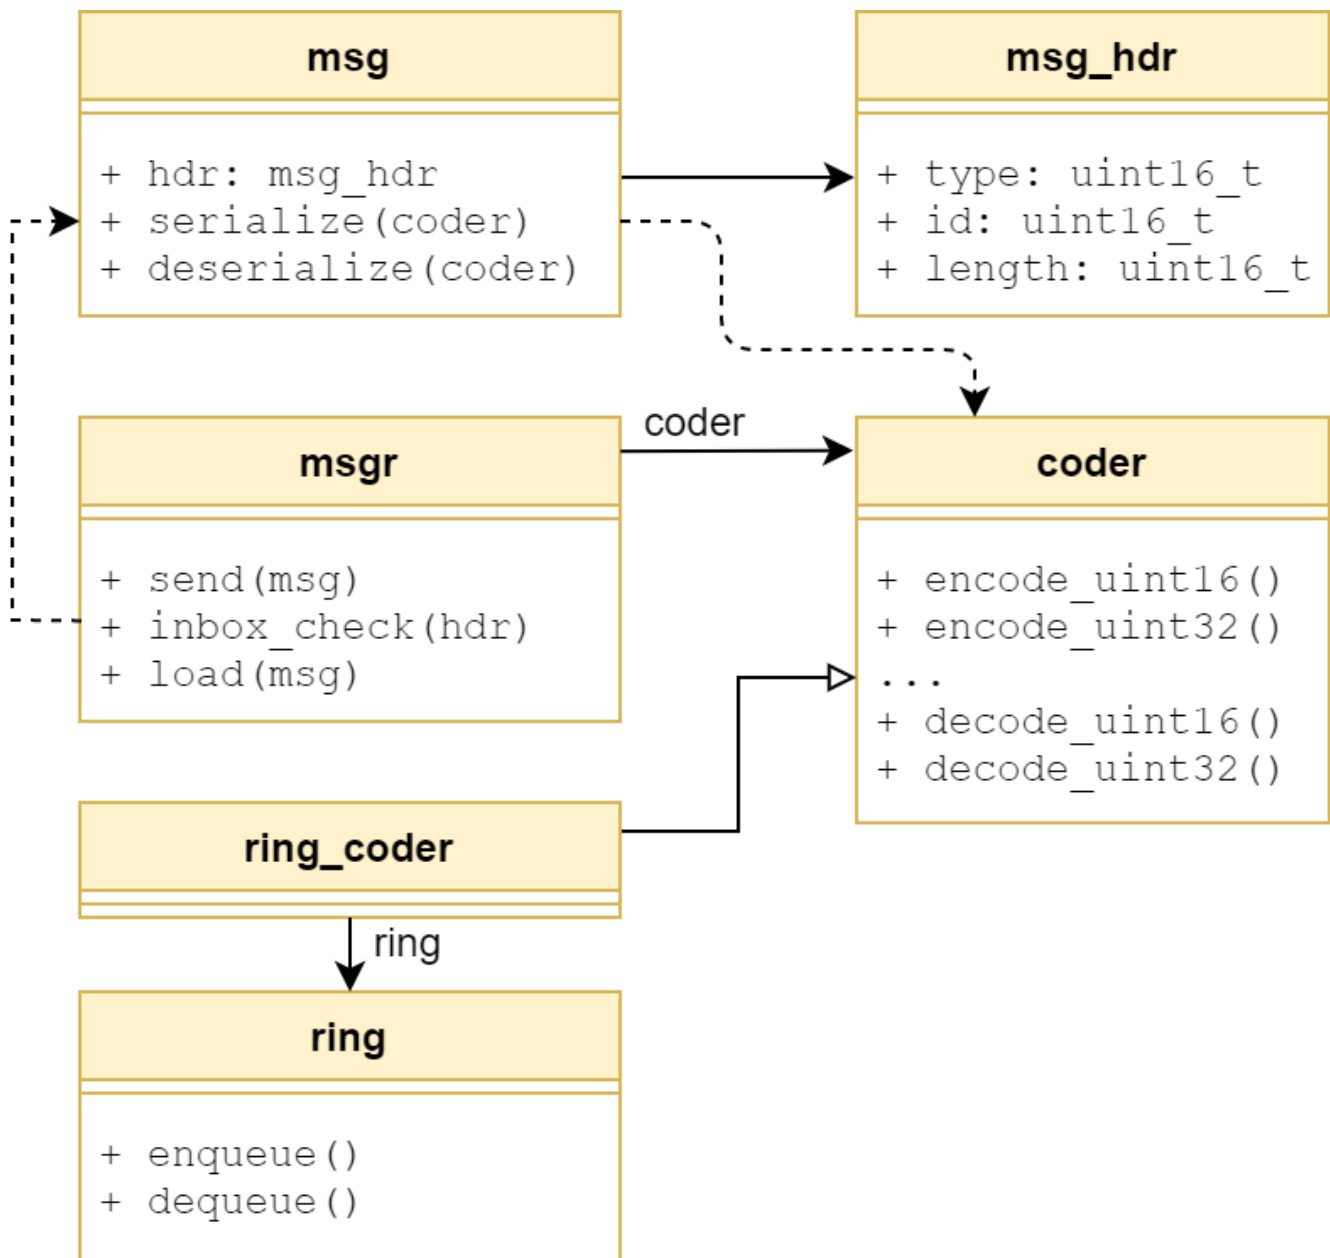 msg
+ hdr: msg_hdr
+ serialize(coder)
+ deserialize(coder)
msg_hdr
+ type: uint16_t
+ id: uint16_t
+ length: uint16_t
msgr
+ send(msg)
+ inbox_check(hdr)
+ load(msg)
coder
coder
+ encode_uint16()
+ encode_uint32()
...
+ decode_uint16()
+ decode_uint32()
ring_coder
ring
ring
+ enqueue()
+ dequeue()